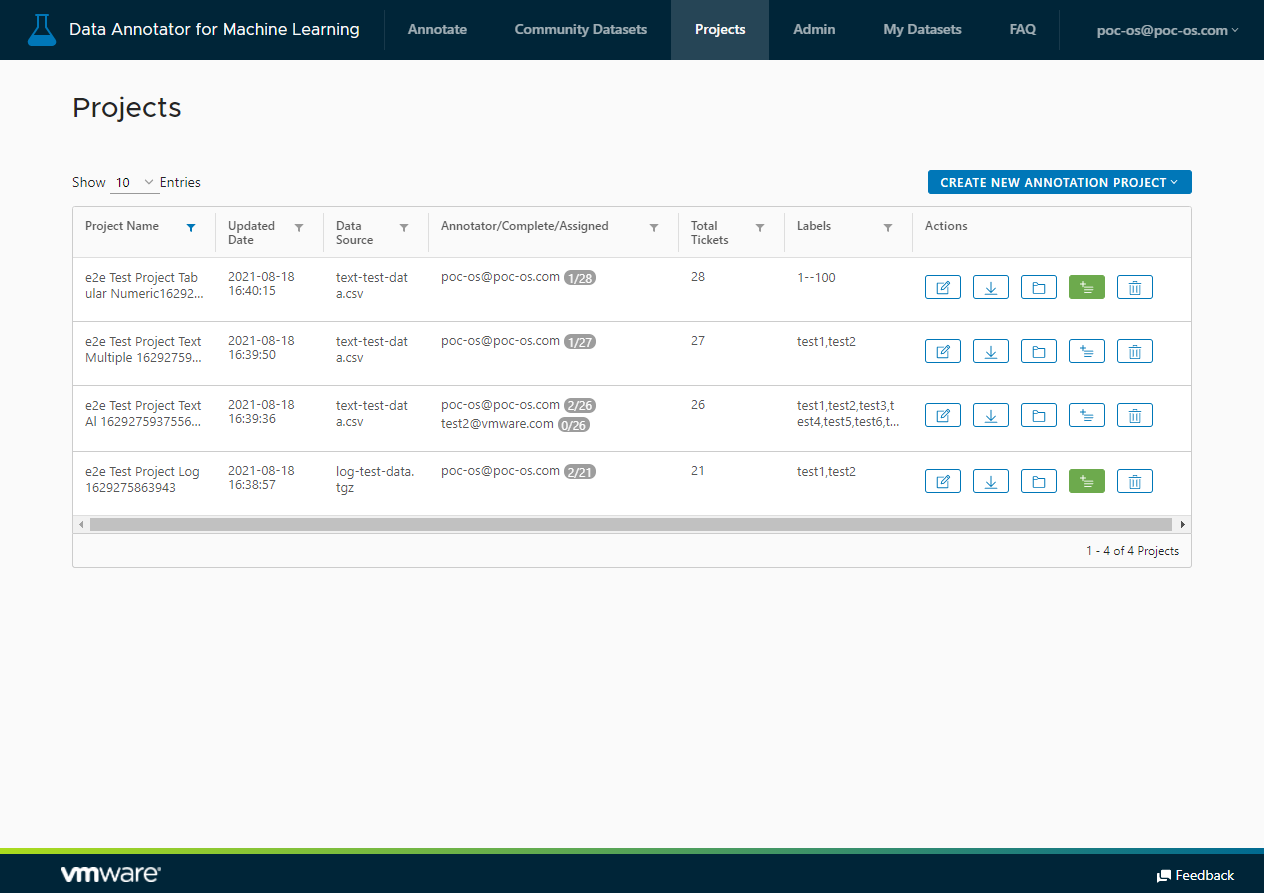 Data Annotator for Machine Learning
Annotate
Community Datasets
Projects
Admin
My Datasets
FAQ
poc-os@poc-os.com
Projects
Show 10 Entries
CREATE NEW ANNOTATION PROJECT
Project Name
Updated
Date
Data
Source
Annotator/Complete/Assigned
Total
Tickets
Labels
Actions
e2e Test Project Tab
ular Numeric16292...
2021-08-18
16:40:15
text-test-dat
a.csv
poc-os@poc-os.com 1/28
28
1--100
e2e Test Project Text
Multiple 16292759...
2021-08-18
16:39:50
text-test-dat
a.csv
poc-os@poc-os.com 1/27
27
test1,test2
e2e Test Project Text
Al 1629275937556...
2021-08-18
16:39:36
text-test-dat
a.csv
poc-os@poc-os.com 2/26
test2@vmware.com 0/26
26
test1,test2,test3,t
est4,test5,test6,t...
e2e Test Project Log
1629275863943
2021-08-18
16:38:57
log-test-data.
tgz
poc-os@poc-os.com 2/21
21
test1,test2
1 - 4 of 4 Projects
vmware
Feedback